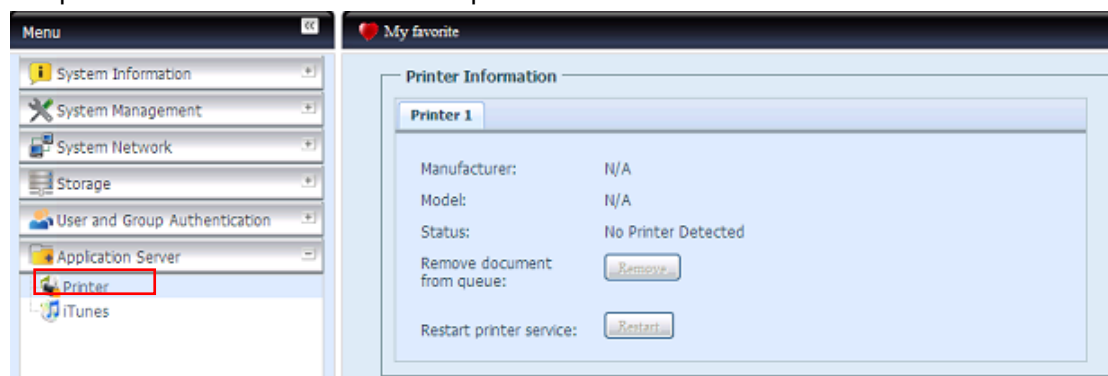 Menu
My favorite
System Information
System Management
System Network
Storage
User and Group Authentication
Application Server
Printer
iTunes
Printer Information
Printer 1
Manufacturer: N/A
Model: N/A
Status: No Printer Detected
Remove document
from queue:
Remove...
Restart printer service: Restart...